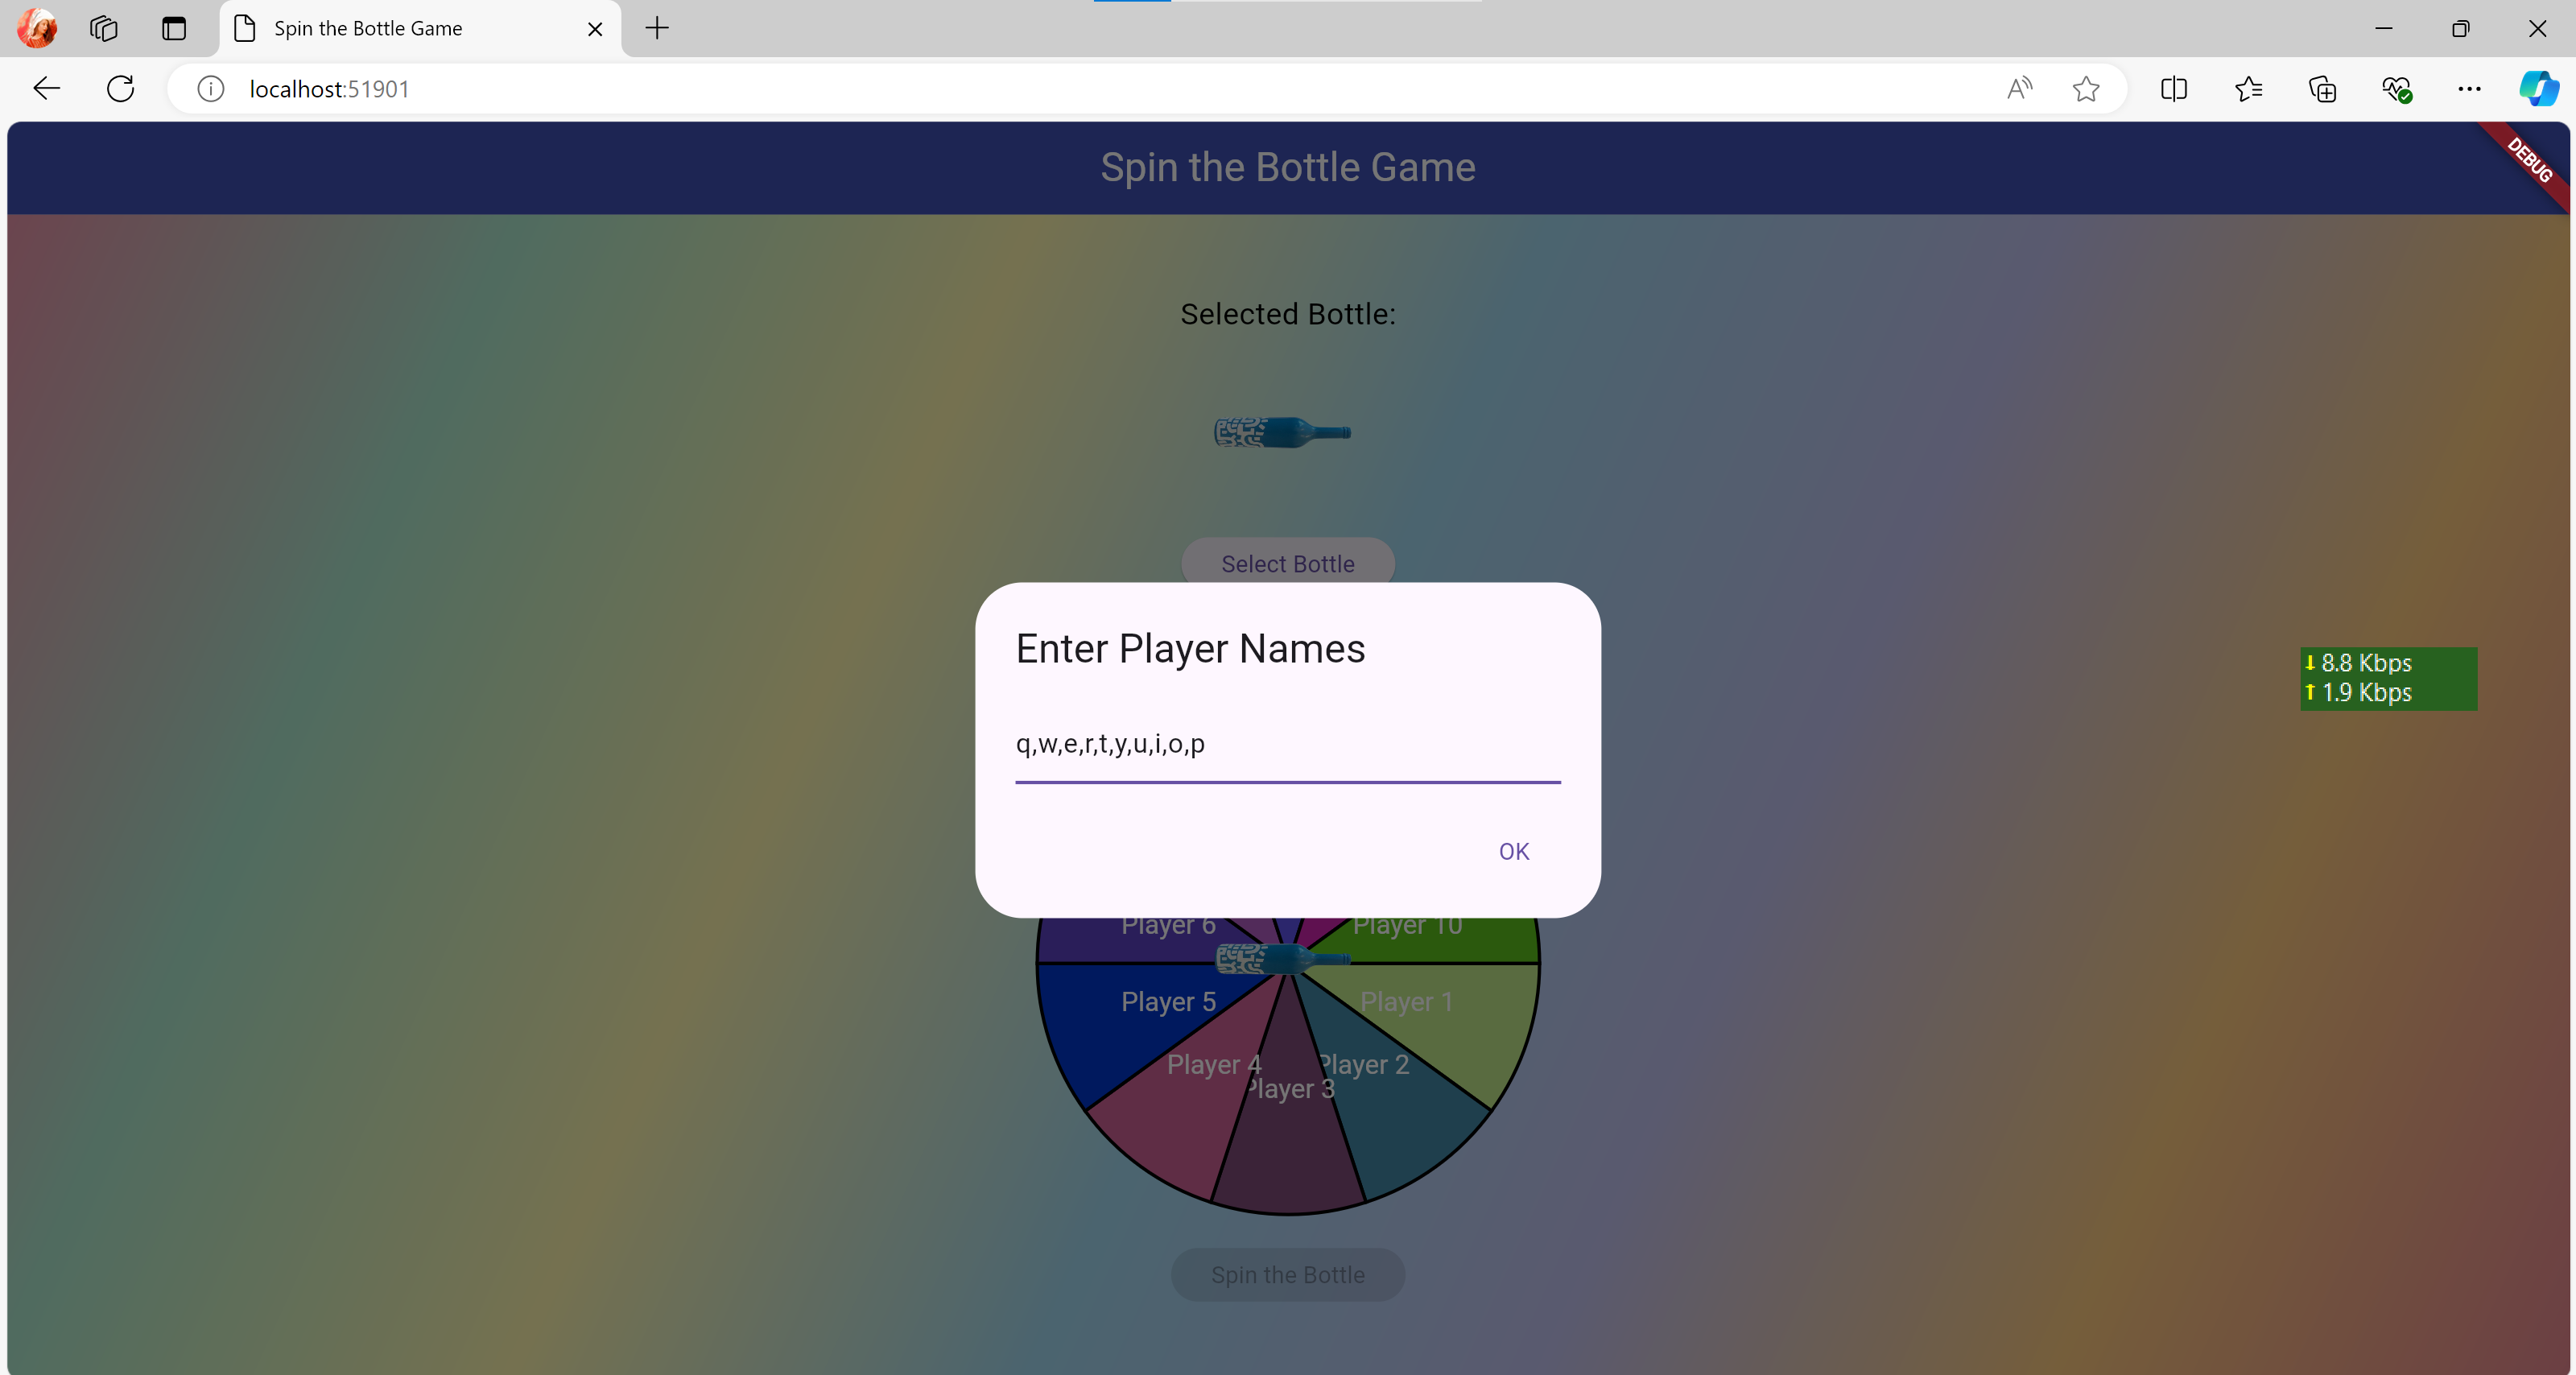 Spin the Bottle Game
localhost:51901
Spin the Bottle Game
DEBUG
Selected Bottle:
Select Bottle
Enter Player Names
8.8 Kbps
1.9 Kbps
q,w,e,r,t,y,u,i,o,p
OK
Player 6
Player 10
Player 5
Player 1
Player 4
Player 2
Player 3
Spin the Bottle